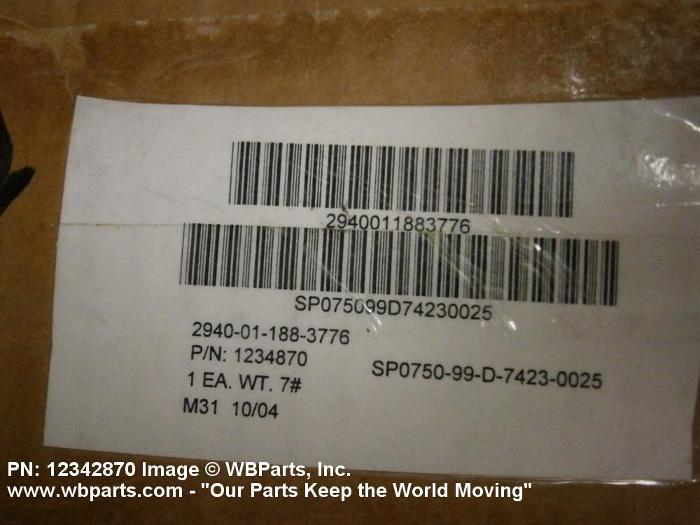 2940011883776
SP075099D74230025
2940-01-188-3776
P/N: 1234870
SP0750-99-D-7423-0025
1 EA. WT. 7#
M31 10/04
PN: 12342870 Image © WBParts, Inc.
www.wbparts.com - "Our Parts Keep the World Moving"